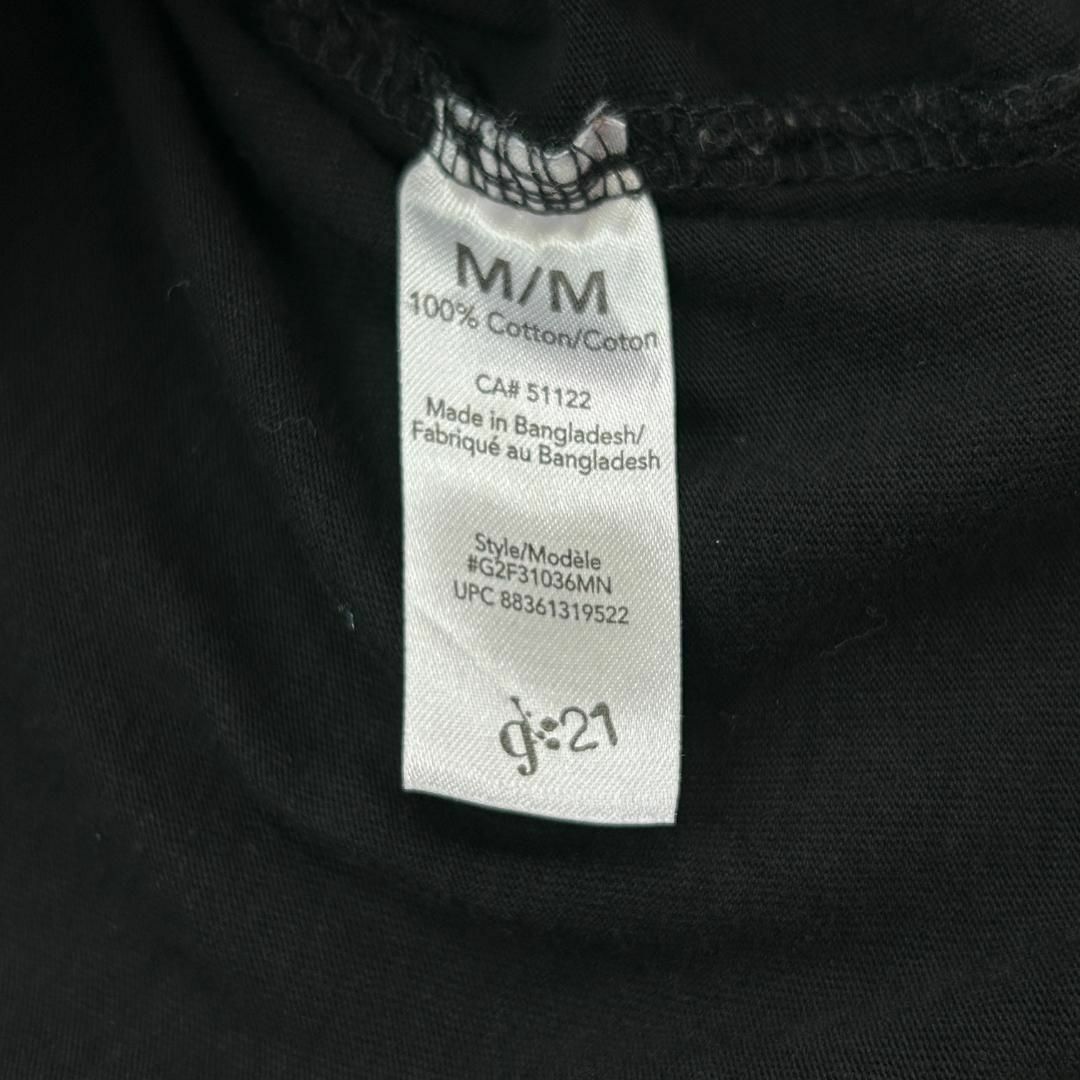 M/M
100% Cotton/Coton
CA# 51122
Made in Bangladesh/
Fabriqué au Bangladesh
Style/Modèle
#G2F31036MN
UPC 88361319522
g:21